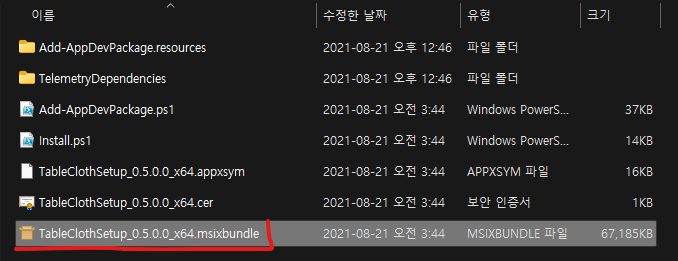 이름 수정한 날짜 유형 크기
Add-AppDevPackage.resources 2021-08-21 오후 12:46 파일 폴더
TelemetryDependencies 2021-08-21 오후 12:46 파일 폴더
Add-AppDevPackage.ps1 2021-08-21 오전 3:44 Windows PowerS... 37KB
Install.ps1 2021-08-21 오전 3:44 Windows PowerS... 14KB
TableClothSetup_0.5.0.0_x64.appxsym 2021-08-21 오전 3:44 APPXSYM 파일 16KB
TableClothSetup_0.5.0.0_x64.cer 2021-08-21 오전 3:44 보안 인증서 1KB
TableClothSetup_0.5.0.0_x64.msixbundle 2021-08-21 오전 3:44 MSIXBUNDLE 파일 67,185KB